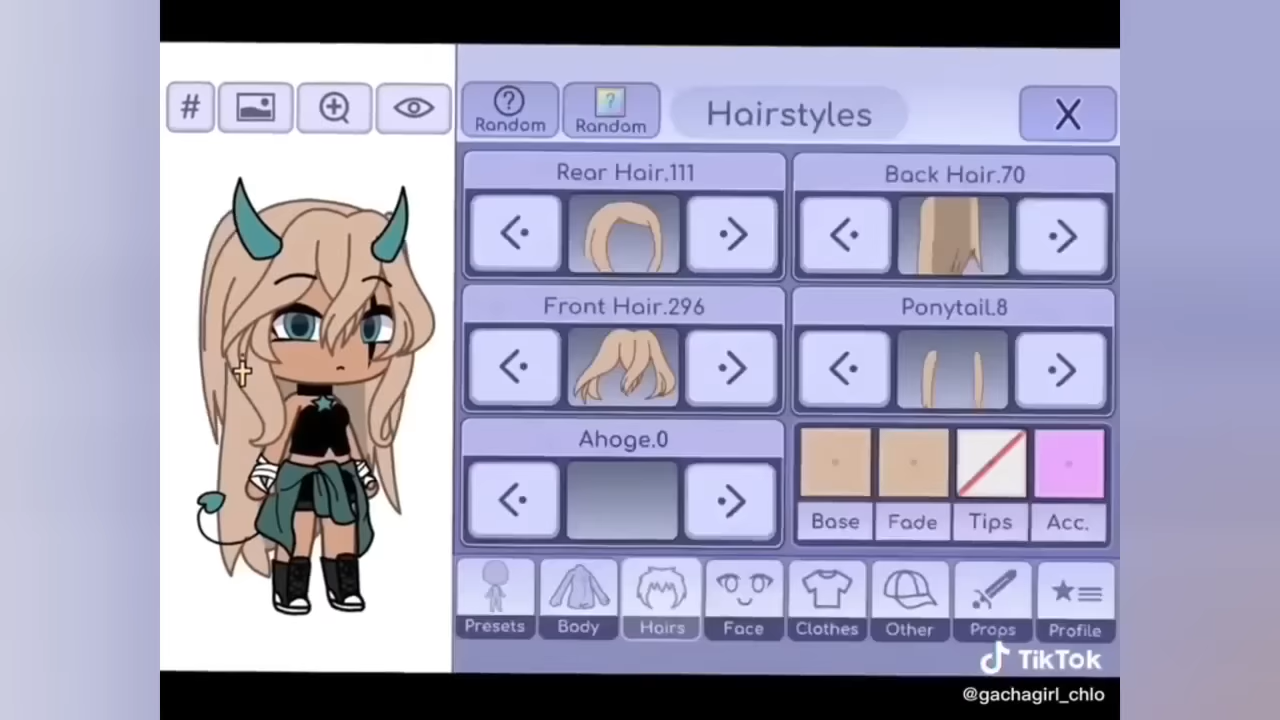 #
Random
Random
Hairstyles
X
Rear Hair.111
Back Hair.70
Front Hair.296
Ponytail.8
Ahoge.0
Base
Fade
Tips
Acc.
Presets
Body
Hairs
Face
Clothes
Other
Props
Profile
TikTok
@gachagirl_chlo